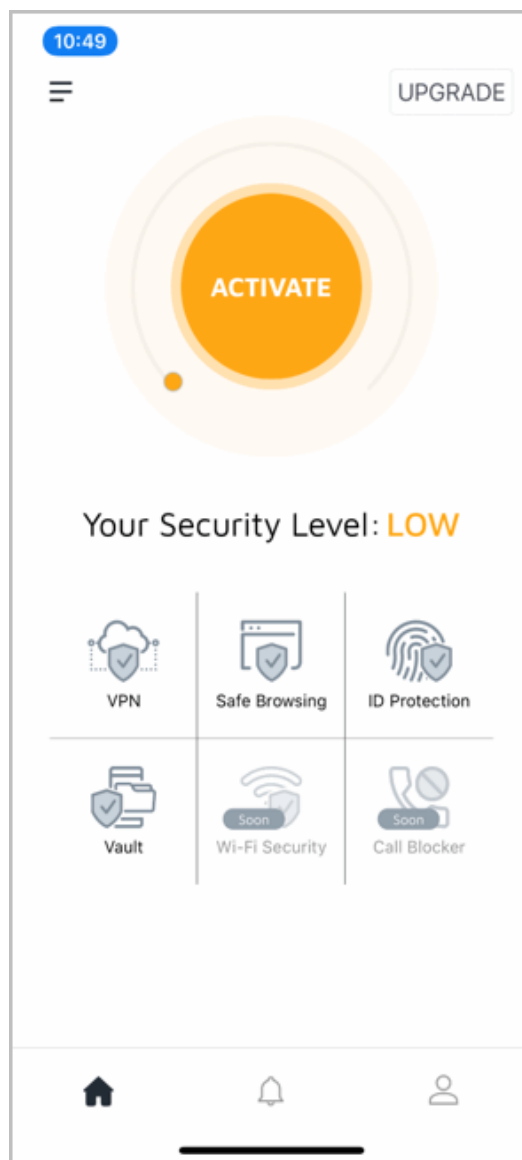 10:49
UPGRADE
ACTIVATE
Your Security Level: LOW
VPN
Safe Browsing
ID Protection
Soon
Soon
Vault
Wi-Fi Security
Call Blocker